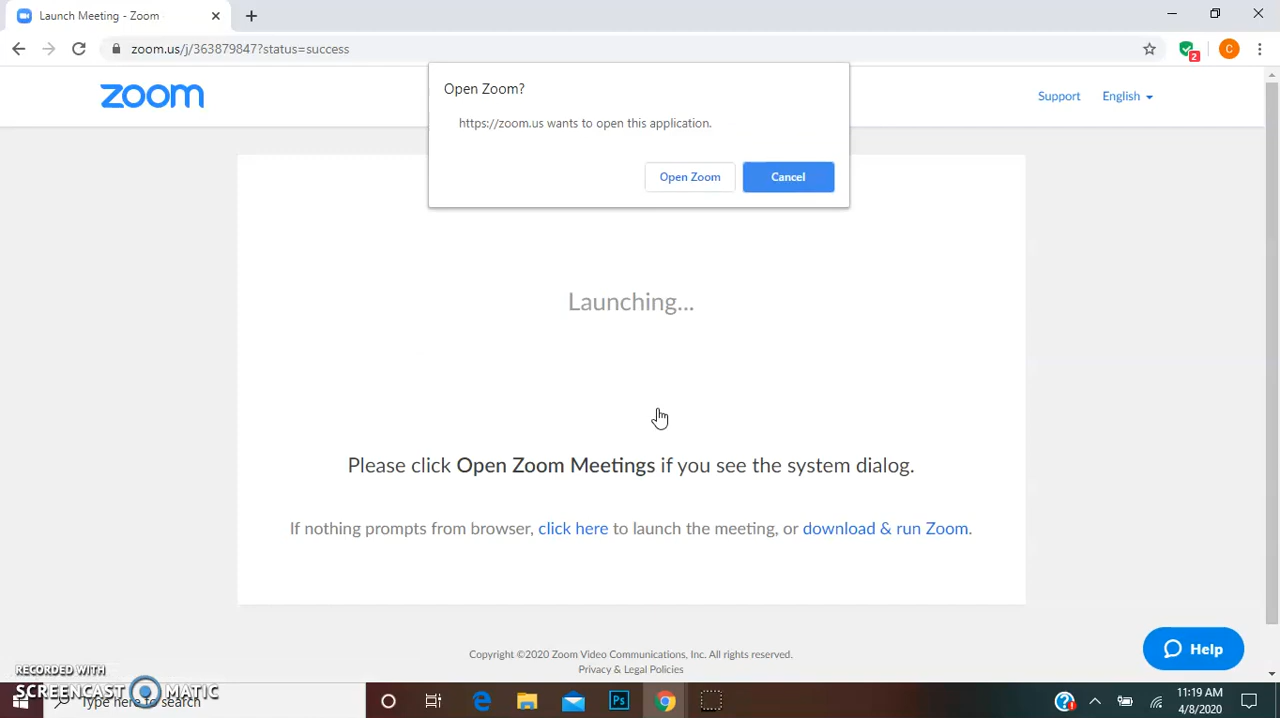 Launch Meeting - Zoom
zoom.us/j/363879847?status=success
2
C
zoom
Support
English
Open Zoom?
https://zoom.us wants to open this application.
Open Zoom
Cancel
Launching...
Please click Open Zoom Meetings if you see the system dialog.
If nothing prompts from browser, click here to launch the meeting, or download & run Zoom.
Copyright ©2020 Zoom Video Communications, Inc. All rights reserved.
Privacy & Legal Policies
Help
RECORDED WITH
SCREENCAST MATIC
Type here to search
Ps
11:19 AM
4/8/2020